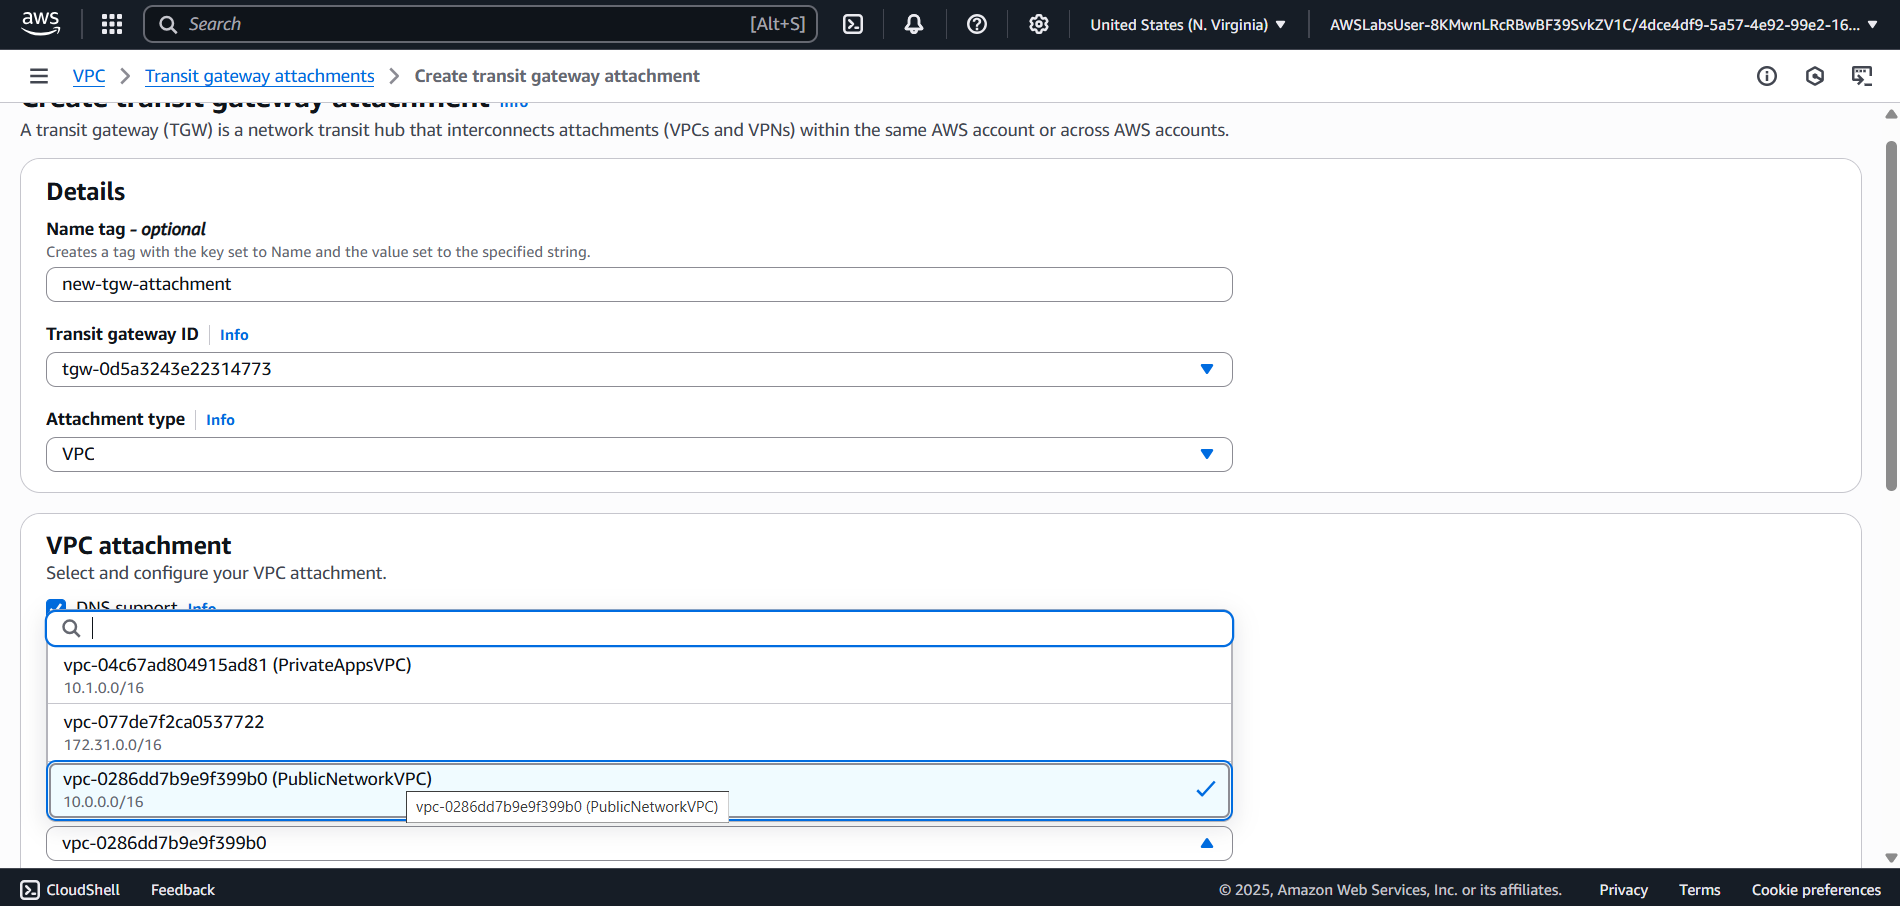 aws
Search [Alt+S]
United States (N. Virginia)
AWSLabsUser-8KMwnLRcRBwBF39SvkZV1C/4dce4df9-5a57-4e92-99e2-16...
VPC > Transit gateway attachments > Create transit gateway attachment
Create transit gateway attachment Info
A transit gateway (TGW) is a network transit hub that interconnects attachments (VPCs and VPNs) within the same AWS account or across AWS accounts.
Details
Name tag - optional
Creates a tag with the key set to Name and the value set to the specified string.
new-tgw-attachment
Transit gateway ID Info
tgw-0d5a3243e22314773
Attachment type Info
VPC
VPC attachment
Select and configure your VPC attachment.
DNS support Info
vpc-04c67ad804915ad81 (PrivateAppsVPC)
10.1.0.0/16
vpc-077de7f2ca0537722
172.31.0.0/16
vpc-0286dd7b9e9f399b0 (PublicNetworkVPC)
10.0.0.0/16
vpc-0286dd7b9e9f399b0 (PublicNetworkVPC)
vpc-0286dd7b9e9f399b0
CloudShell Feedback © 2025, Amazon Web Services, Inc. or its affiliates. Privacy Terms Cookie preferences